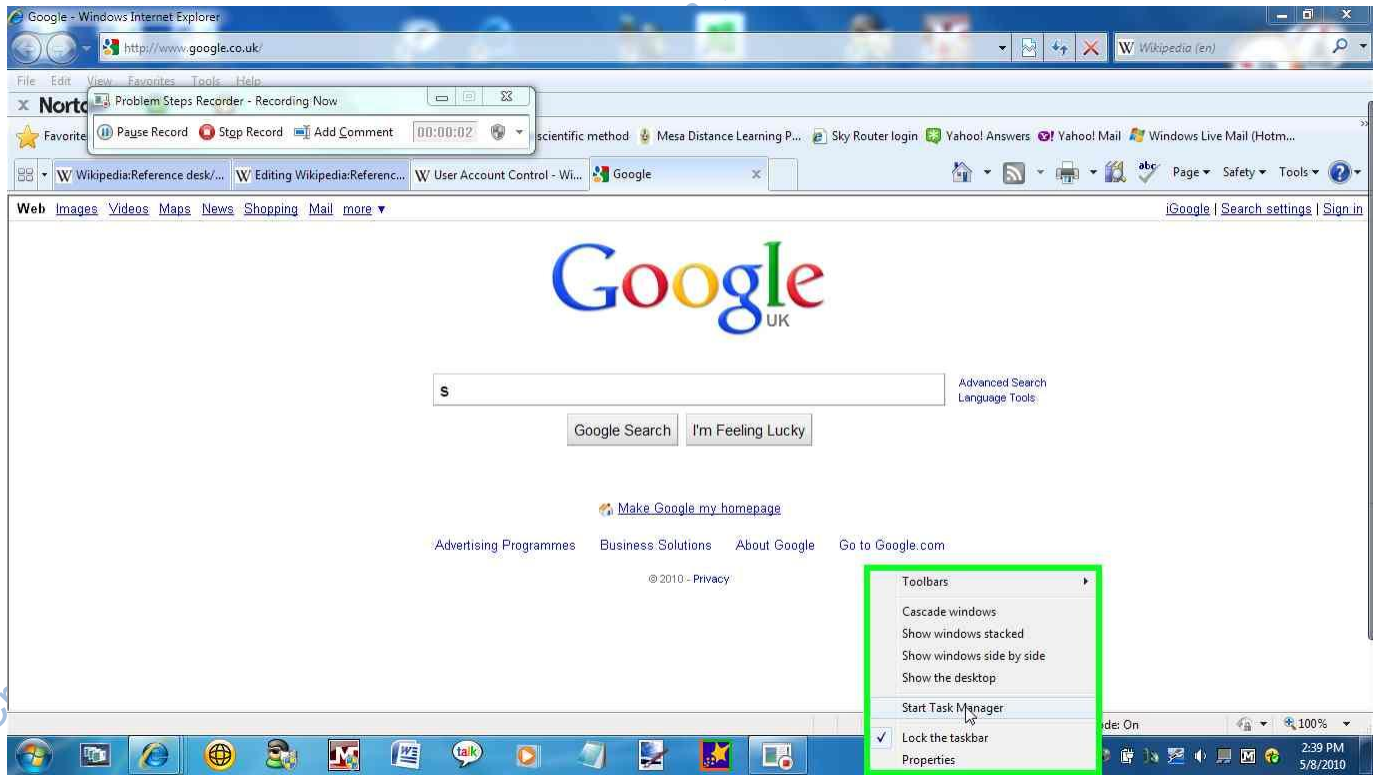 Google - Windows Internet Explorer
http://www.google.co.uk/
Wikipedia (en)
File Edit View Favorites Tools Help
x Norto
Problem Steps Recorder - Recording Now
Pause Record Stop Record Add Comment 00:00:02
Favorite scientific method Mesa Distance Learning P... Sky Router login Yahoo! Answers Yahoo! Mail Windows Live Mail (Hotm... »
Wikipedia:Reference desk/... Editing Wikipedia:Referenc... User Account Control - Wi... Google x
Page Safety Tools
Web Images Videos Maps News Shopping Mail more ▼
iGoogle | Search settings | Sign in
Google
UK
s
Advanced Search
Language Tools
Google Search I'm Feeling Lucky
Make Google my homepage
Advertising Programmes Business Solutions About Google Go to Google.com
© 2010 - Privacy
Toolbars
Cascade windows
Show windows stacked
Show windows side by side
Show the desktop
Start Task Manager
Lock the taskbar
Properties
de: On 100%
talk
2:39 PM
5/8/2010